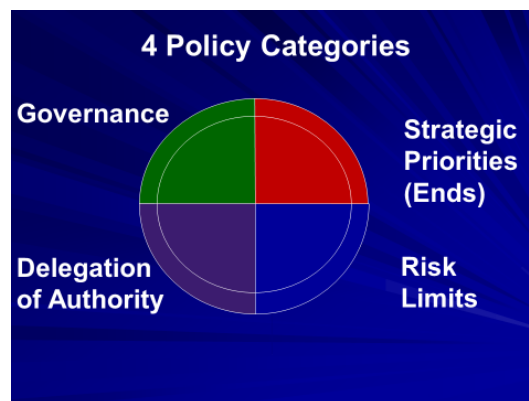 4 Policy Categories
Governance
Strategic
Priorities
(Ends)
Delegation
of Authority
Risk
Limits